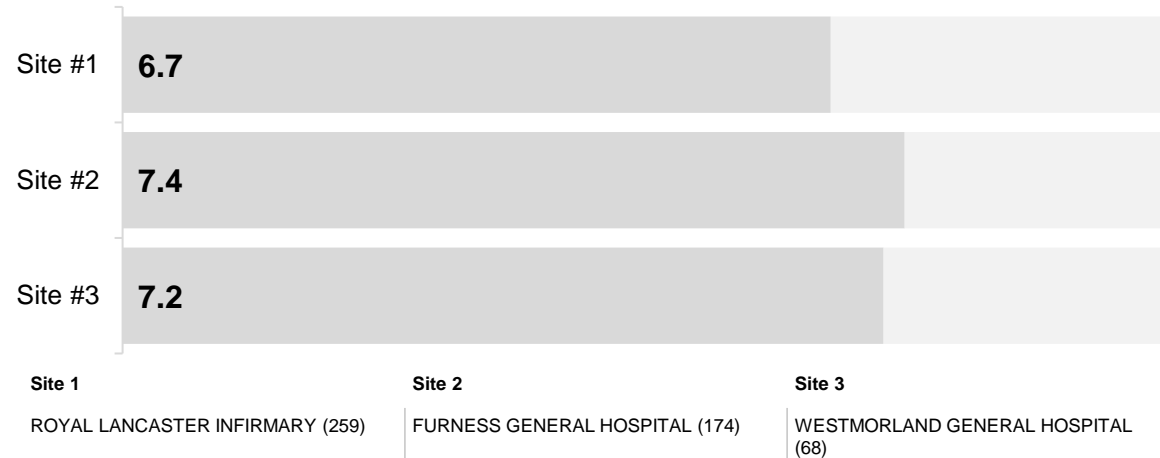 Site #1 6.7
Site #2 7.4
Site #3 7.2
Site 1 Site 2 Site 3
ROYAL LANCASTER INFIRMARY (259) FURNESS GENERAL HOSPITAL (174) WESTMORLAND GENERAL HOSPITAL
(68)